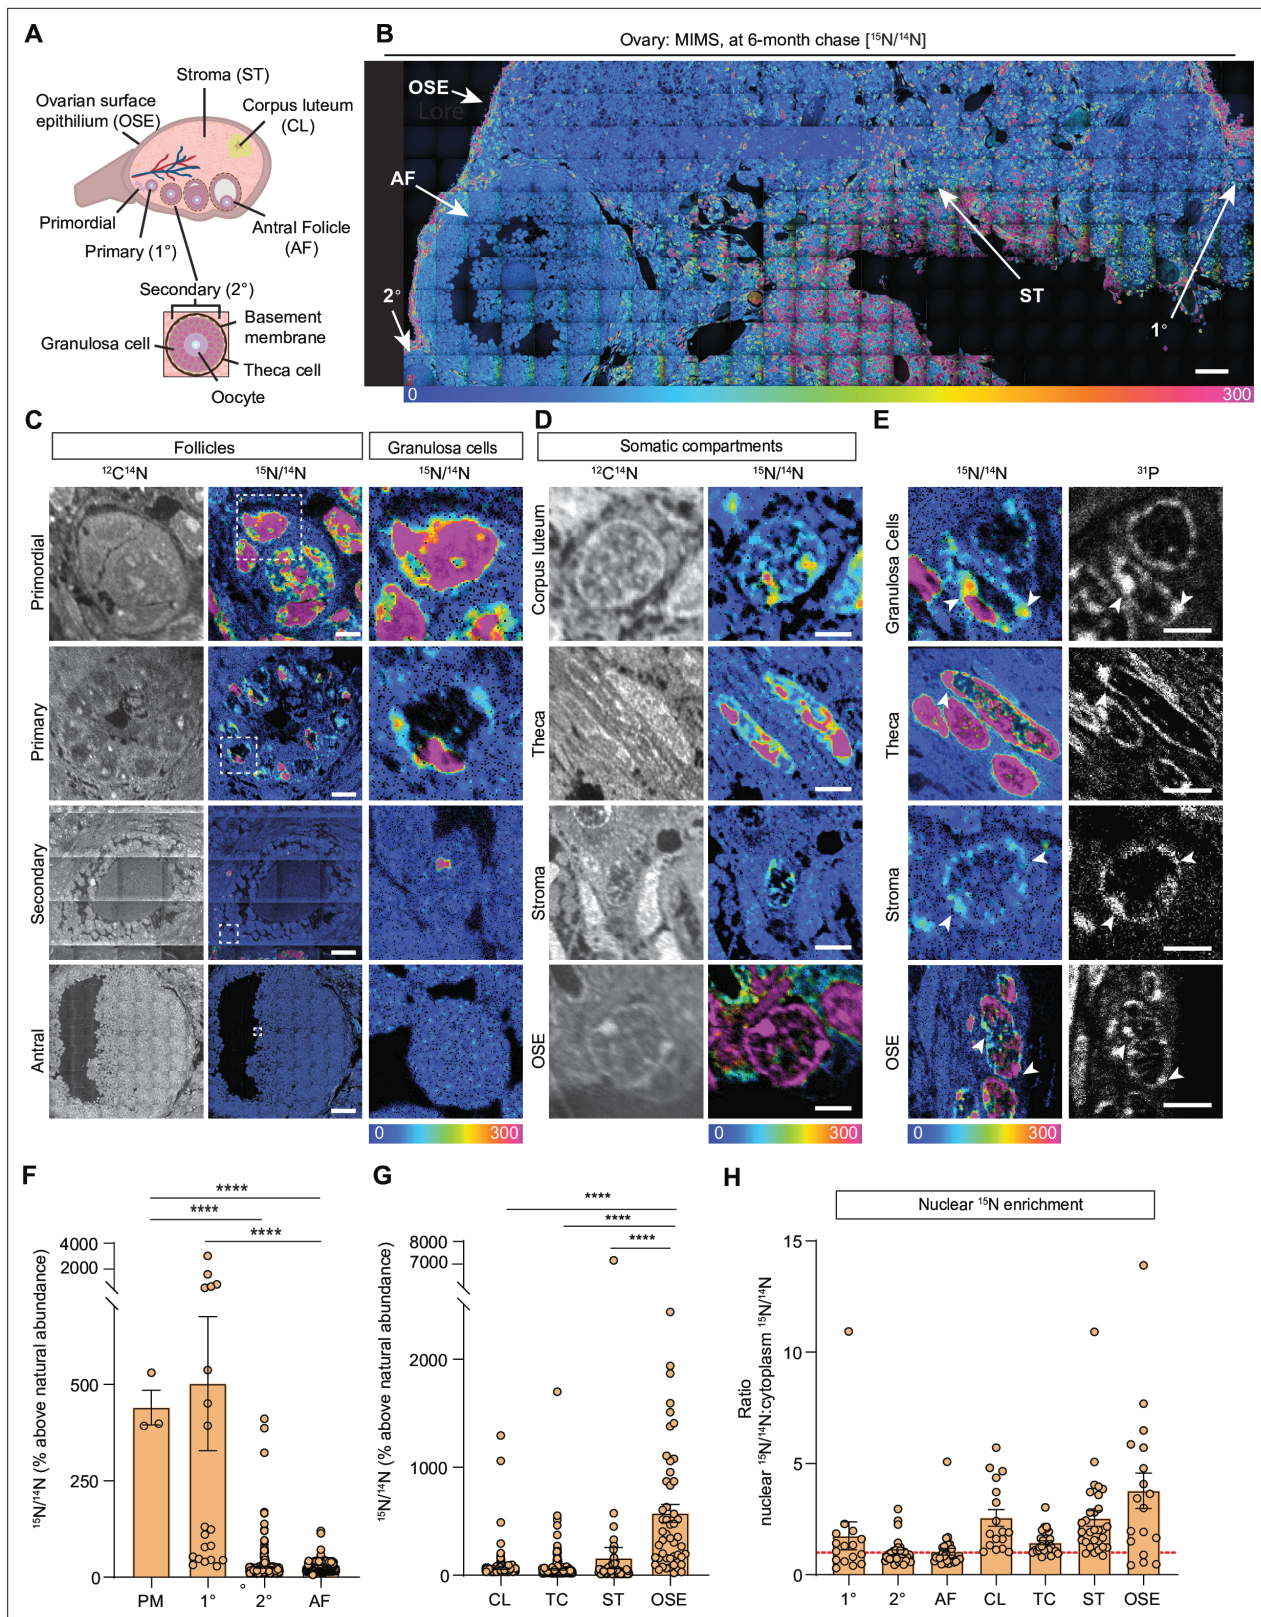 A
Stroma (ST)
Ovarian surface
epithilium (OSE)
Corpus luteum
(CL)
Primordial
Primary (1°)
Antral Follicle
(AF)
Secondary (2°)
Basement
membrane
Granulosa cell
Theca cell
Oocyte
B
Ovary: MIMS, at 6-month chase [¹⁵N/¹⁴N]
OSE
Lore
AF
2°
ST
1°
0 300
C
Follicles
Granulosa cells
¹²C¹⁴N
¹⁵N/¹⁴N
¹⁵N/¹⁴N
Primordial
Primary
Secondary
Antral
0 300
D
Somatic compartments
¹²C¹⁴N
¹⁵N/¹⁴N
Corpus luteum
Theca
Stroma
OSE
0 300
E
¹⁵N/¹⁴N
³¹P
Granulosa Cells
Theca
Stroma
OSE
0 300
F
¹⁵N/¹⁴N (% above natural abundance)
****
****
****
4000
2000
500
250
0
PM 1° 2° AF
G
¹⁵N/¹⁴N (% above natural abundance)
****
****
****
8000
7000
2000
1000
0
CL TC ST OSE
H
Nuclear ¹⁵N enrichment
Ratio
nuclear ¹⁵N/¹⁴N:cytoplasm ¹⁵N/¹⁴N
15
10
5
0
1° 2° AF CL TC ST OSE